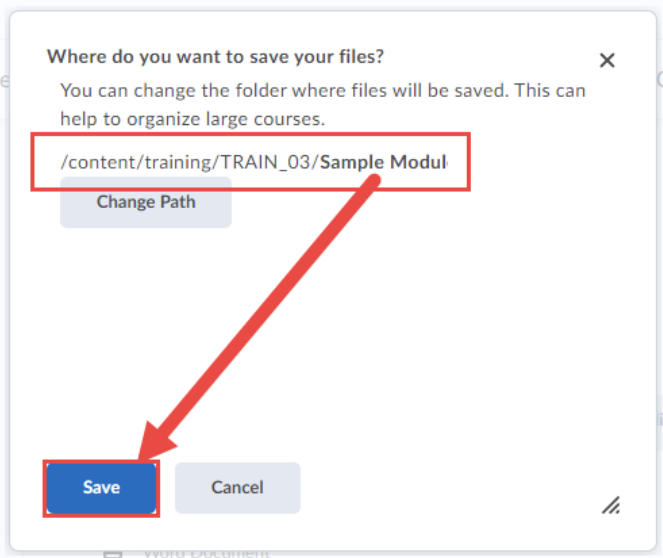 Where do you want to save your files?
You can change the folder where files will be saved. This can
help to organize large courses.
/content/training/TRAIN_03/Sample Modul
Change Path
Save
Cancel
Word Document